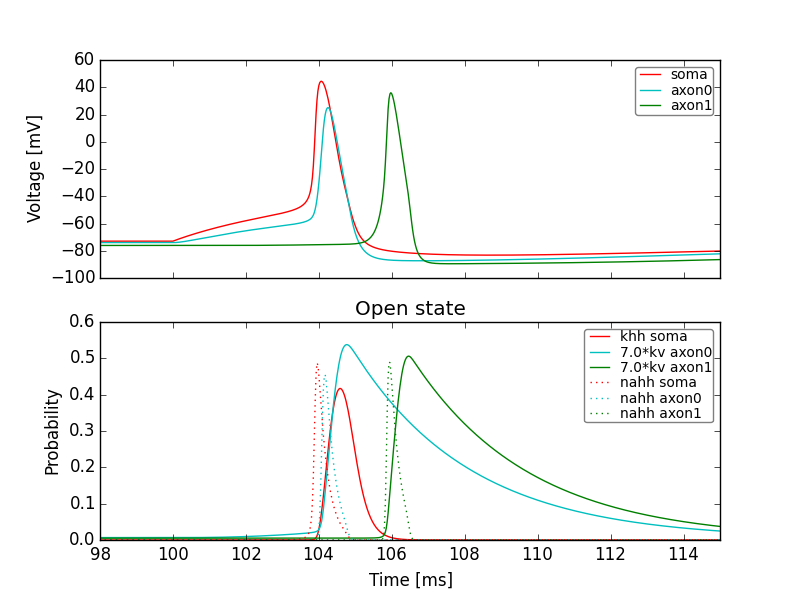 60
40
20
0
−20
−40
−60
−80
−100
Voltage [mV]
soma
axon0
axon1
Open state
0.6
0.5
0.4
0.3
0.2
0.1
0.0
Probability
khh soma
7.0*kv axon0
7.0*kv axon1
nahh soma
nahh axon0
nahh axon1
98 100 102 104 106 108 110 112 114
Time [ms]